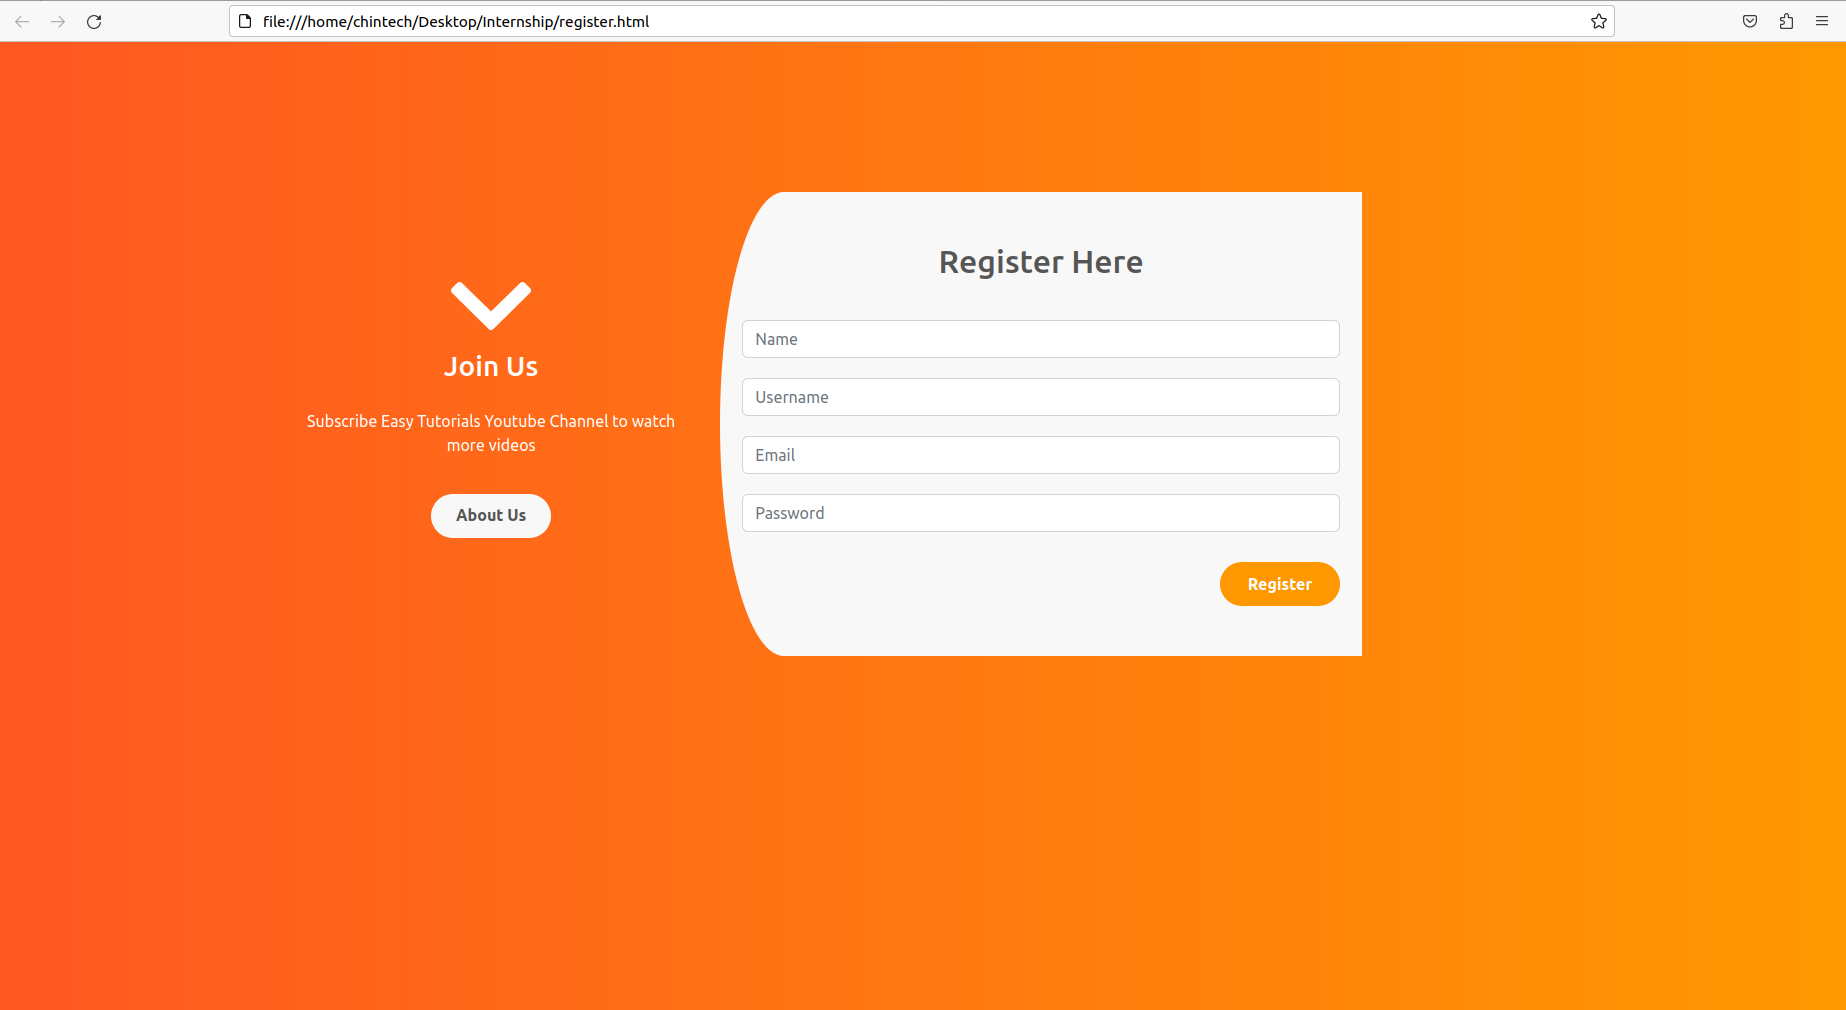 file:///home/chintech/Desktop/Internship/register.html
Join Us
Subscribe Easy Tutorials Youtube Channel to watch
more videos
About Us
Register Here
Name
Username
Email
Password
Register